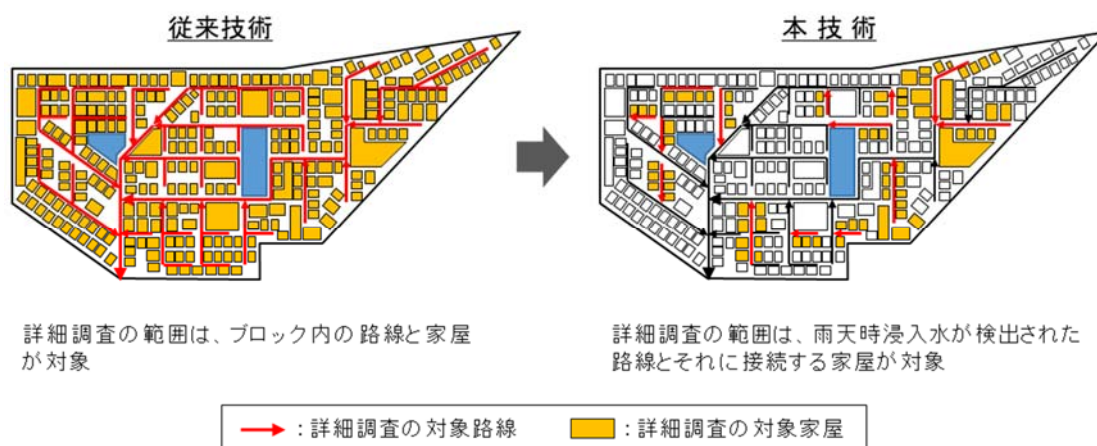 従来技術
本技術
詳細調査の範囲は、ブロック内の路線と家屋
が対象
詳細調査の範囲は、雨天時浸入水が検出された
路線とそれに接続する家屋が対象
：詳細調査の対象路線
：詳細調査の対象家屋